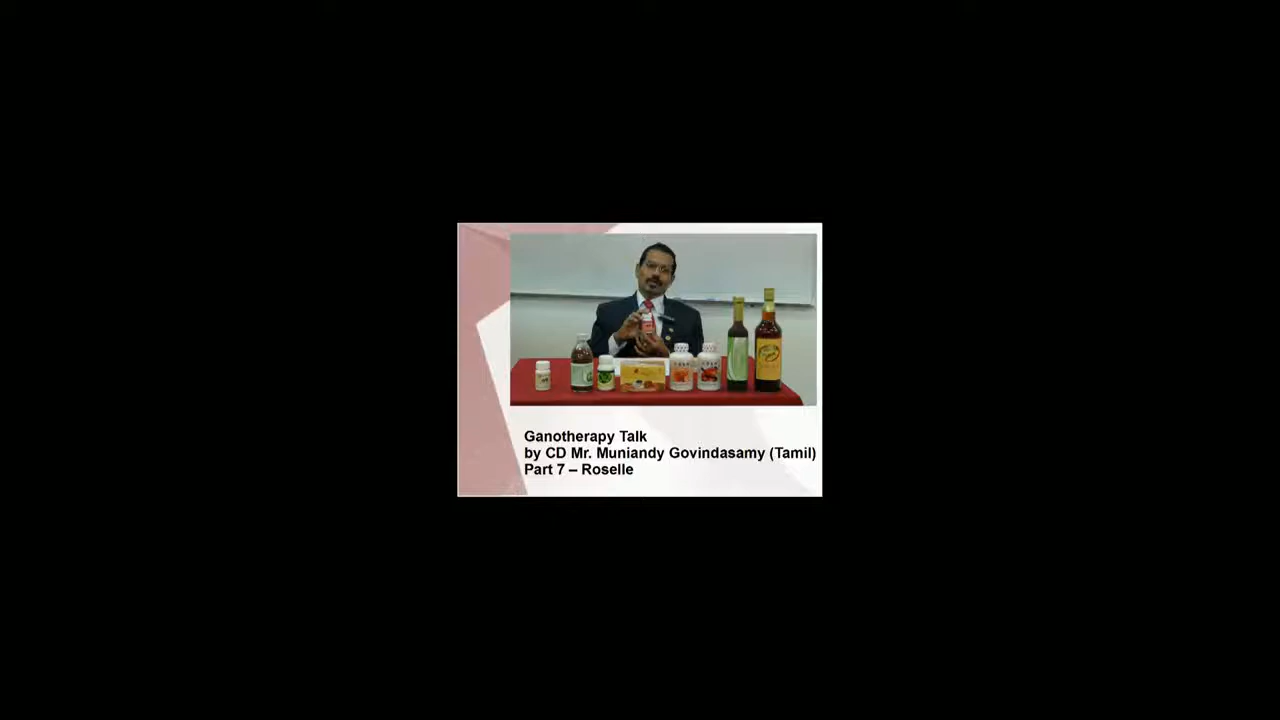 Ganotherapy Talk
by CD Mr. Muniandy Govindasamy (Tamil)
Part 7 – Roselle